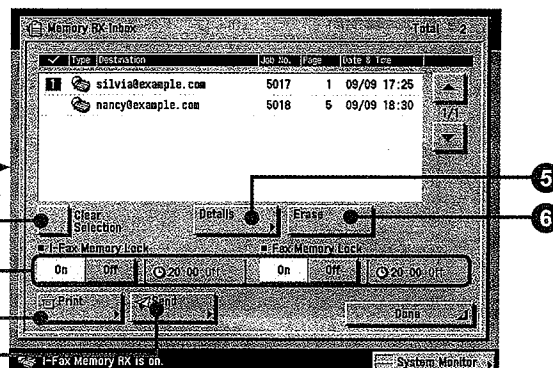 Memory RX Inbox Total 2
✓ Type Destination Job No. Page Date & Time
1 silvia@example.com 5017 1 09/09 17:25
nancy@example.com 5018 5 09/09 18:30
1/1
5
Clear Selection
Details Erase
6
I-Fax Memory Lock Fax Memory Lock
On Off 20:00 Off On Off 20:00 Off
Print Send Done
I-Fax Memory RX is on. System Monitor